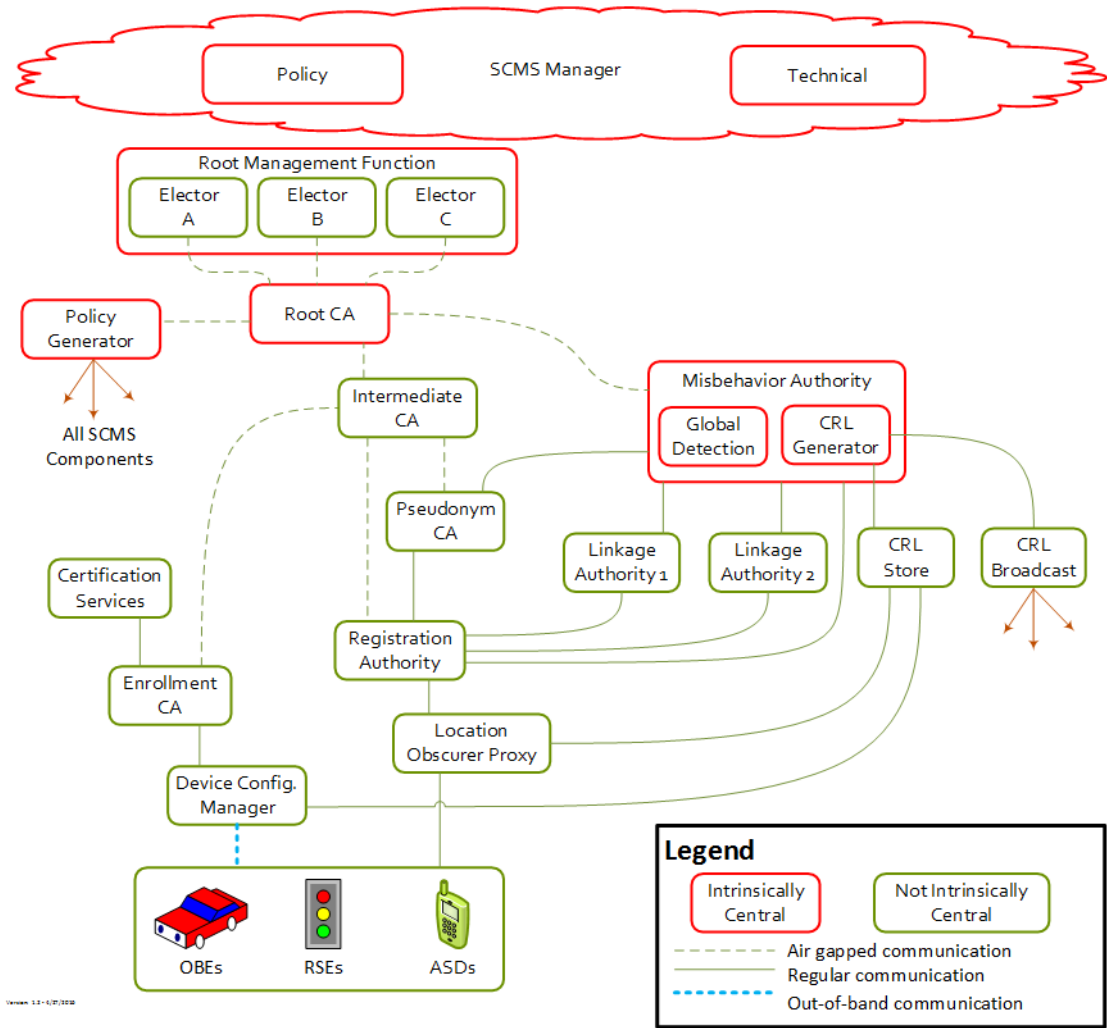 SCMS Manager
Policy
Technical
Root Management Function
Elector
A
Elector
B
Elector
C
Policy
Generator
Root CA
All SCMS
Components
Intermediate
CA
Misbehavior Authority
Global
Detection
CRL
Generator
Pseudonym
CA
Certification
Services
Linkage
Authority 1
Linkage
Authority 2
CRL
Store
CRL
Broadcast
Registration
Authority
Enrollment
CA
Location
Obscurer Proxy
Device Config.
Manager
OBEs
RSEs
ASDs
Legend
Intrinsically
Central
Not Intrinsically
Central
Air gapped communication
Regular communication
Out-of-band communication